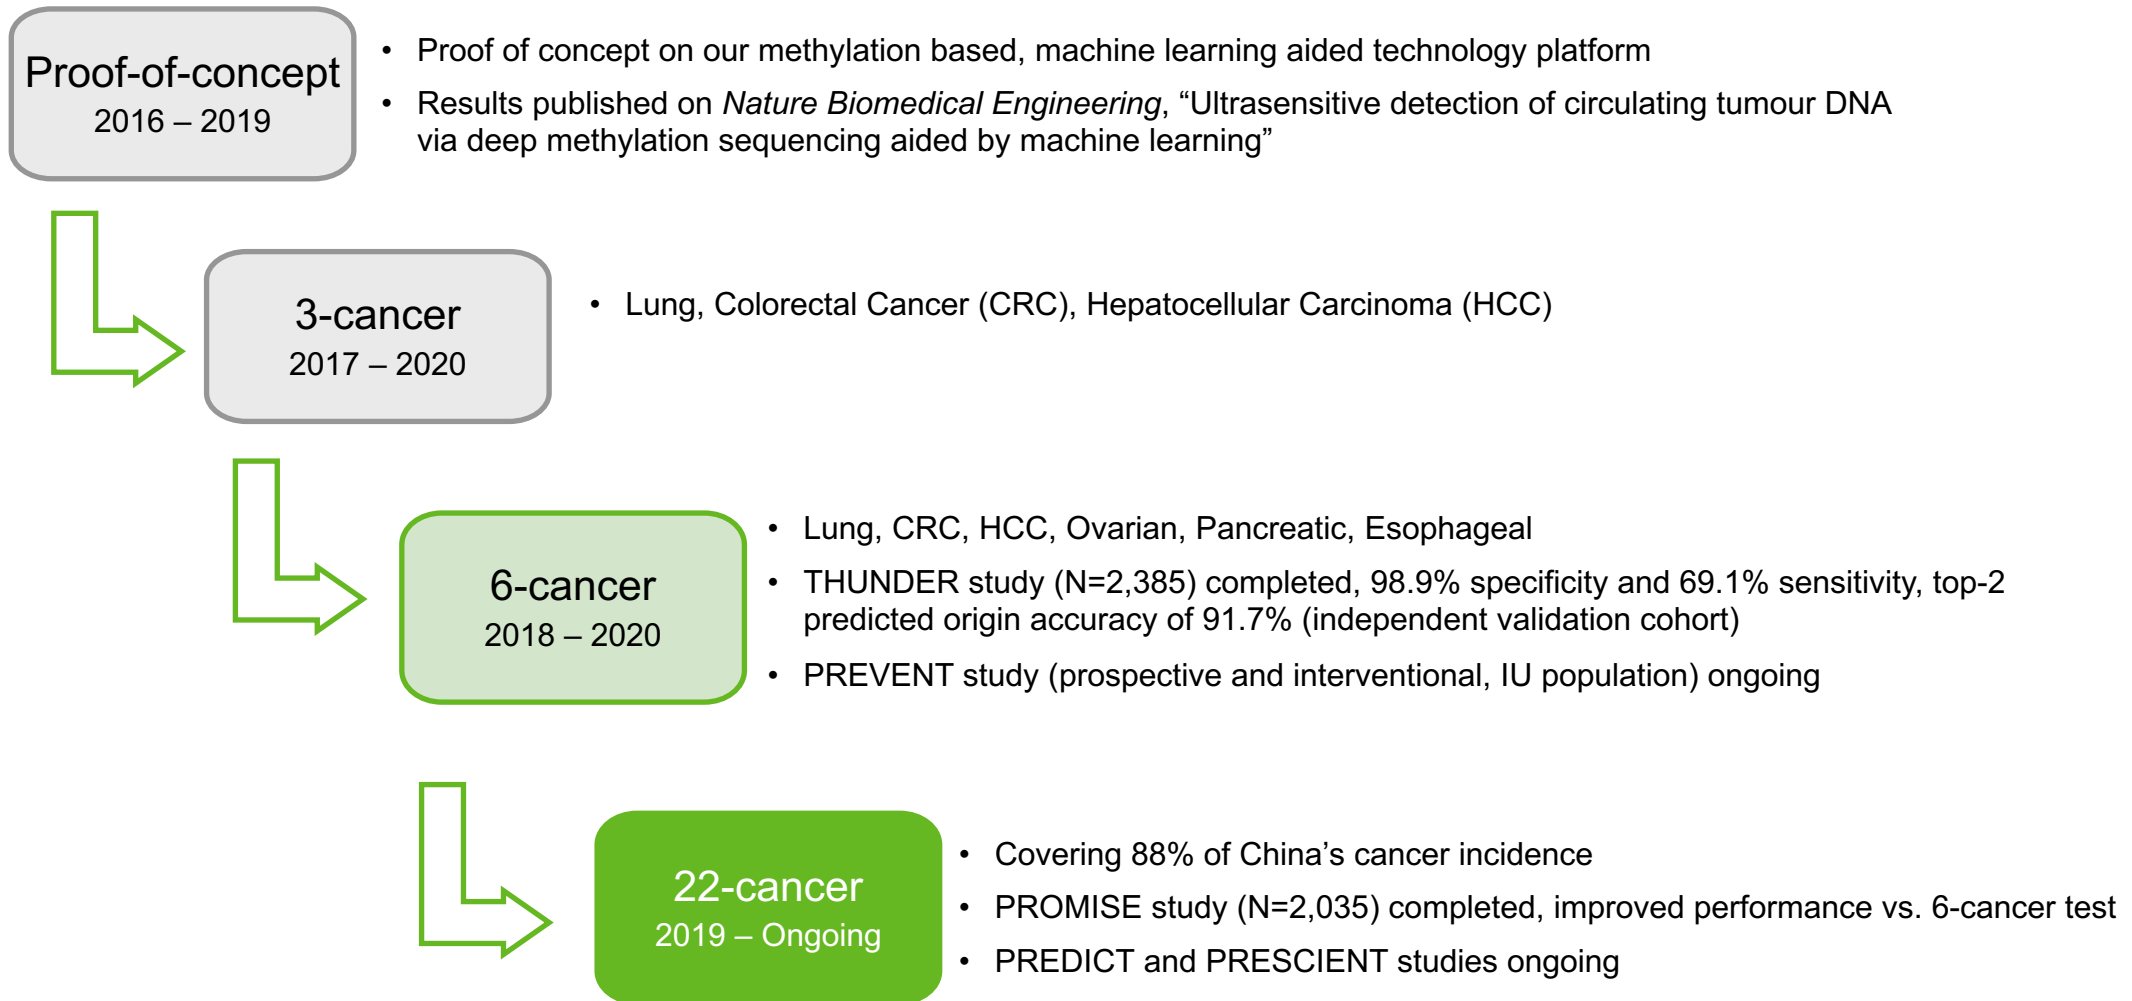 Proof-of-concept
2016 – 2019
• Proof of concept on our methylation based, machine learning aided technology platform
• Results published on Nature Biomedical Engineering, “Ultrasensitive detection of circulating tumour DNA
via deep methylation sequencing aided by machine learning”
3-cancer
2017 – 2020
• Lung, Colorectal Cancer (CRC), Hepatocellular Carcinoma (HCC)
6-cancer
2018 – 2020
• Lung, CRC, HCC, Ovarian, Pancreatic, Esophageal
• THUNDER study (N=2,385) completed, 98.9% specificity and 69.1% sensitivity, top-2
predicted origin accuracy of 91.7% (independent validation cohort)
• PREVENT study (prospective and interventional, IU population) ongoing
22-cancer
2019 – Ongoing
• Covering 88% of China’s cancer incidence
• PROMISE study (N=2,035) completed, improved performance vs. 6-cancer test
• PREDICT and PRESCIENT studies ongoing